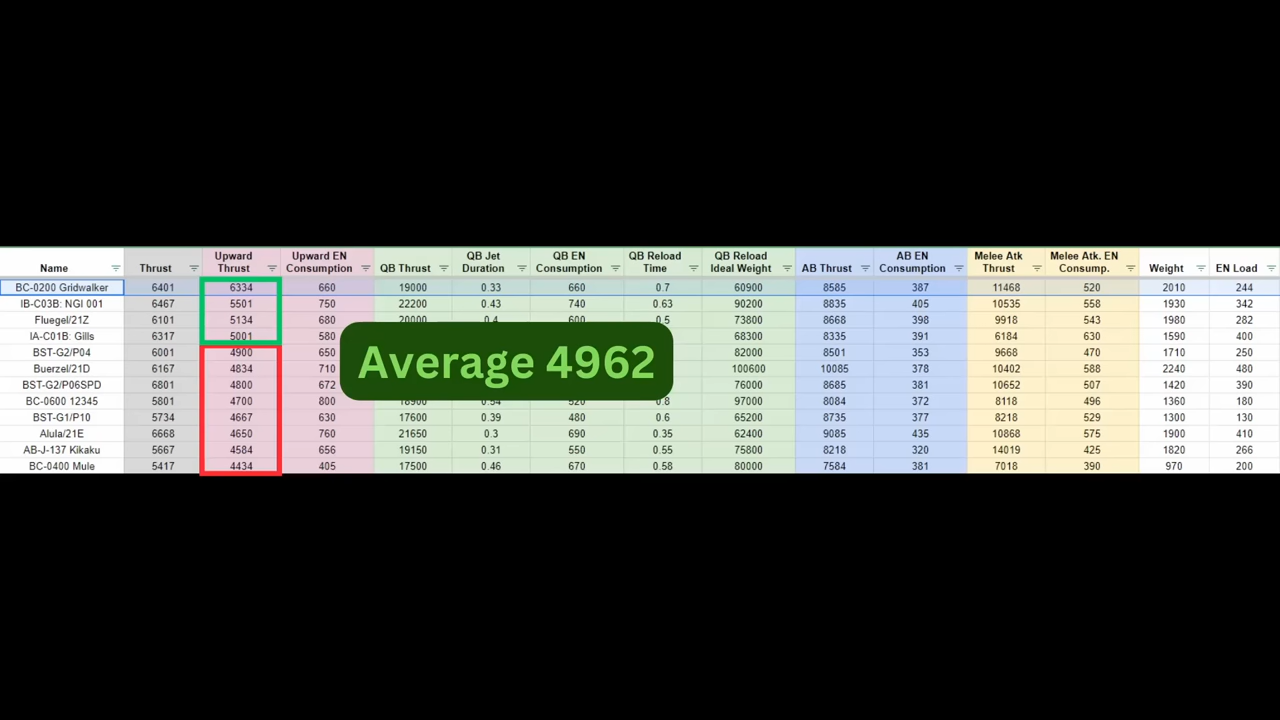 Name Thrust Upward Thrust Upward EN Consumption QB Thrust QB Jet Duration QB EN Consumption QB Reload Time QB Reload Ideal Weight AB Thrust AB EN Consumption Melee Atk Thrust Melee Atk. EN Consump. Weight EN Load
BC-0200 Gridwalker 6401 6334 660 19000 0.33 660 0.7 60900 8585 387 11468 520 2010 244
IB-C03B: NGI 001 6467 5501 750 22200 0.43 740 0.63 90200 8835 405 10535 558 1930 342
Fluegel/21Z 6101 5134 680 20000 0.4 600 0.5 73800 8668 398 9918 543 1980 282
IA-C01B: Gills 6317 5001 580 68300 8335 391 6184 630 1590 400
BST-G2/P04 6001 4900 650 82000 8501 353 9668 470 1710 250
Average 4962
Buerzel/21D 6167 4834 710 100600 10085 378 10402 588 2240 480
BST-G2/P06SPD 6801 4800 672 76000 8685 381 10652 507 1420 390
BC-0600 12345 5801 4700 800 18900 0.54 520 0.8 97000 8084 372 8118 496 1360 180
BST-G1/P10 5734 4667 630 17600 0.39 480 0.6 65200 8735 377 8218 529 1300 130
Alula/21E 6668 4650 760 21650 0.3 690 0.35 62400 9085 435 10868 575 1900 410
AB-J-137 Kikaku 5667 4584 656 19150 0.31 550 0.55 75800 8218 320 14019 425 1820 266
BC-0400 Mule 5417 4434 405 17500 0.46 670 0.58 80000 7584 381 7018 390 970 200